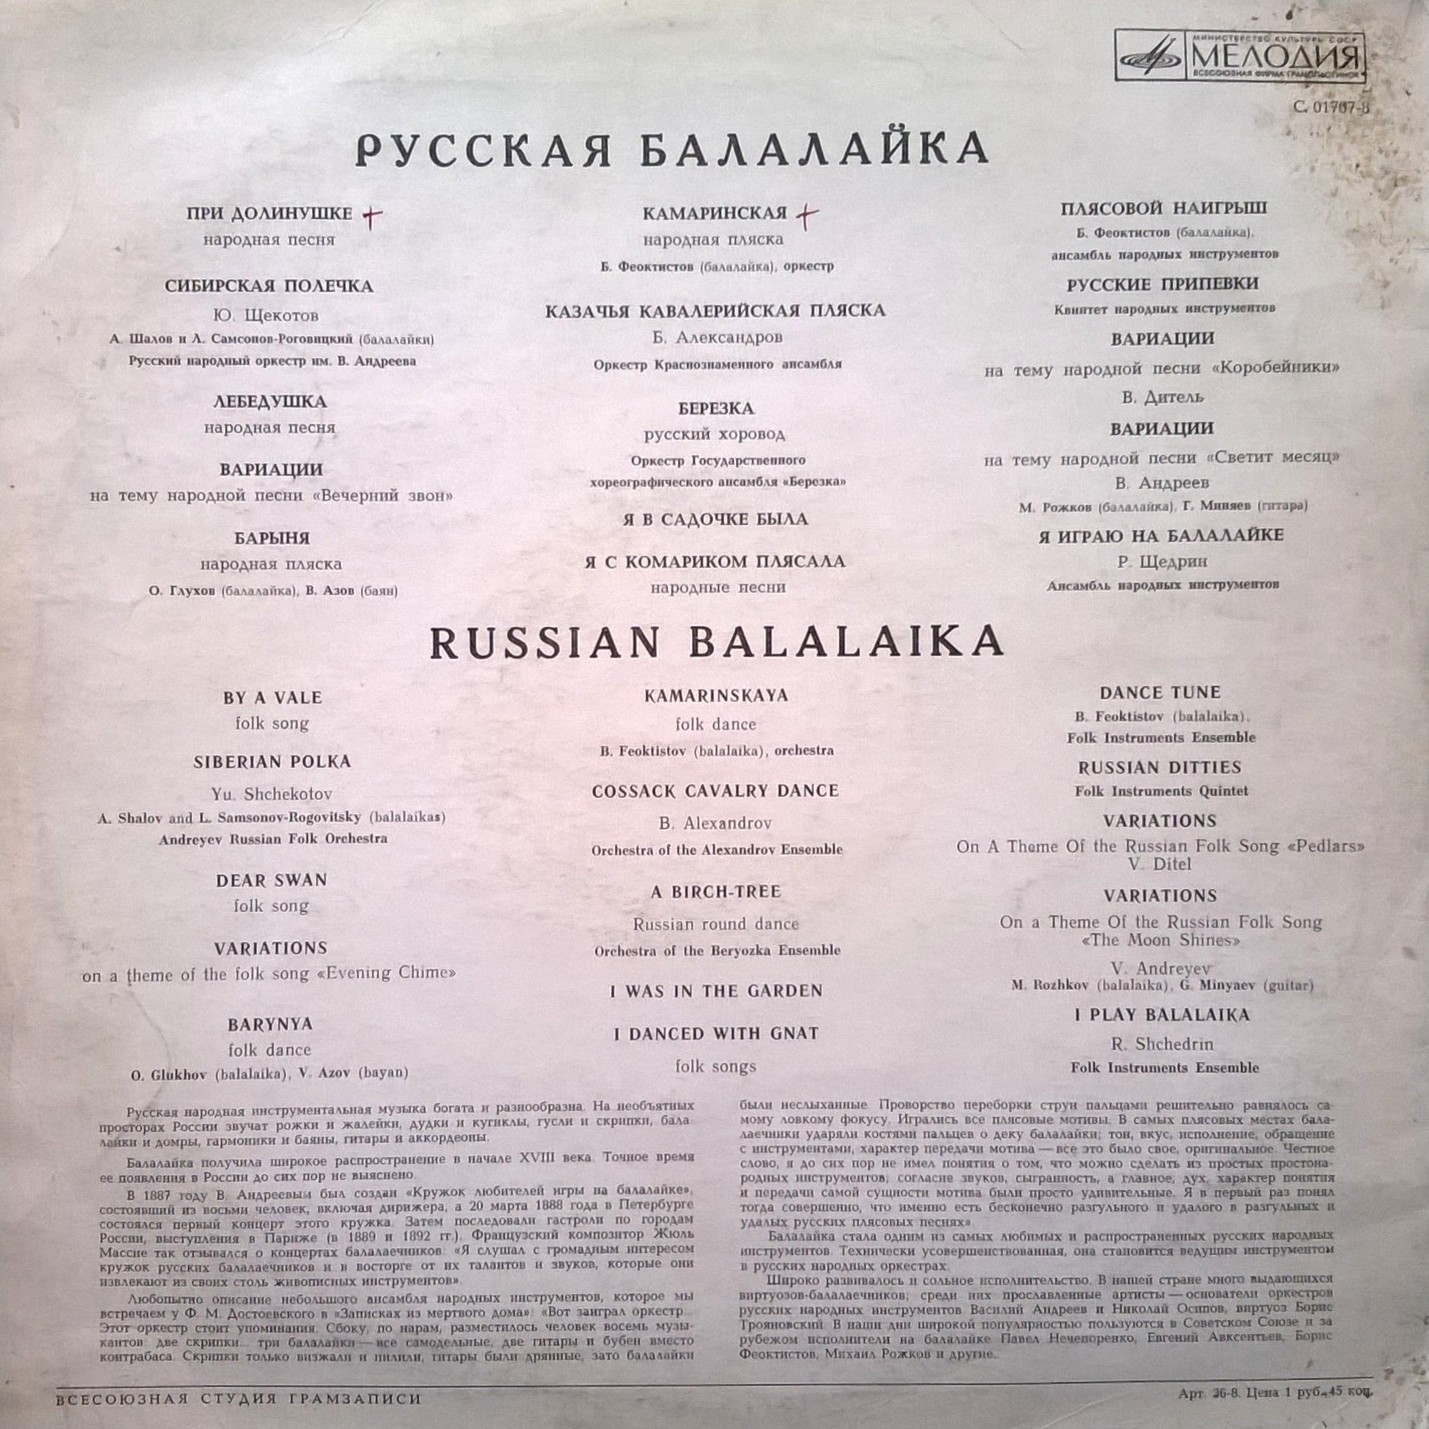 МИНИСТЕРСТВО КУЛЬТУРЫ СССР
МЕЛОДИЯ
ВСЕСОЮЗНАЯ ФИРМА ГРАМПЛАСТИНОК
С. 01707-8
РУССКАЯ БАЛАЛАЙКА
ПРИ ДОЛИНУШКЕ +
народная песня
СИБИРСКАЯ ПОЛЕЧКА
Ю. Щекотов
А. Шалов и Л. Самсонов-Роговицкий (балалайки)
Русский народный оркестр им. В. Андреева
ЛЕБЕДУШКА
народная песня
ВАРИАЦИИ
на тему народной песни «Вечерний звон»
БАРЫНЯ
народная пляска
О. Глухов (балалайка), В. Азов (баян)
КАМАРИНСКАЯ +
народная пляска
Б. Феоктистов (балалайка), оркестр
КАЗАЧЬЯ КАВАЛЕРИЙСКАЯ ПЛЯСКА
Б. Александров
Оркестр Краснознаменного ансамбля
БЕРЕЗКА
русский хоровод
Оркестр Государственного
хореографического ансамбля «Березка»
Я В САДОЧКЕ БЫЛА
Я С КОМАРИКОМ ПЛЯСАЛА
народные песни
ПЛЯСОВОЙ НАИГРЫШ
Б. Феоктистов (балалайка),
ансамбль народных инструментов
РУССКИЕ ПРИПЕВКИ
Квинтет народных инструментов
ВАРИАЦИИ
на тему народной песни «Коробейники»
В. Дитель
ВАРИАЦИИ
на тему народной песни «Светит месяц»
В. Андреев
М. Рожков (балалайка), Г. Миняев (гитара)
Я ИГРАЮ НА БАЛАЛАЙКЕ
Р. Щедрин
Ансамбль народных инструментов
RUSSIAN BALALAIKA
BY A VALE
folk song
SIBERIAN POLKA
Yu. Shchekotov
A. Shalov and L. Samsonov-Rogovitsky (balalaikas)
Andreyev Russian Folk Orchestra
DEAR SWAN
folk song
VARIATIONS
on a theme of the folk song «Evening Chime»
BARYNYA
folk dance
O. Glukhov (balalaika), V. Azov (bayan)
KAMARINSKAYA
folk dance
B. Feoktistov (balalaika), orchestra
COSSACK CAVALRY DANCE
B. Alexandrov
Orchestra of the Alexandrov Ensemble
A BIRCH-TREE
Russian round dance
Orchestra of the Beryozka Ensemble
I WAS IN THE GARDEN
I DANCED WITH GNAT
folk songs
DANCE TUNE
B. Feoktistov (balalaika),
Folk Instruments Ensemble
RUSSIAN DITTIES
Folk Instruments Quintet
VARIATIONS
On A Theme Of the Russian Folk Song «Pedlars»
V. Ditel
VARIATIONS
On a Theme Of the Russian Folk Song
«The Moon Shines»
V. Andreyev
M. Rozhkov (balalaika), G. Minyaev (guitar)
I PLAY BALALAIKA
R. Shchedrin
Folk Instruments Ensemble
Русская народная инструментальная музыка богата и разнообразна. На необъятных
просторах России звучат рожки и жалейки, дудки и кугиклы, гусли и скрипки, бала-
лайки и домры, гармоники и баяны, гитары и аккордеоны.
Балалайка получила широкое распространение в начале XVIII века. Точное время
ее появления в России до сих пор не выяснено.
В 1887 году В. Андреевым был создан «Кружок любителей игры на балалайке»,
состоявший из восьми человек, включая дирижера, а 20 марта 1888 года в Петербурге
состоялся первый концерт этого кружка. Затем последовали гастроли по городам
России, выступления в Париже (в 1889 и 1892 гг.). Французский композитор Жюль
Массне так отзывался о концертах балалаечников: «Я слушал с громадным интересом
кружок русских балалаечников и в восторге от их талантов и звуков, которые они
извлекают из своих столь живописных инструментов».
Любопытно описание небольшого ансамбля народных инструментов, которое мы
встречаем у Ф. М. Достоевского в «Записках из мертвого дома»: «Вот заиграл оркестр...
Этот оркестр стоит упоминания. Сбоку, по нарам, разместилось человек восемь музы-
кантов: две скрипки... три балалайки — все самодельные, две гитары и бубен вместо
контрабаса. Скрипки только визжали и пилили, гитары были дрянные, зато балалайки
были неслыханные. Проворство переборки струн пальцами решительно равнялось са-
мому ловкому фокусу. Игрались все плясовые мотивы. В самых плясовых местах бала-
лаечники ударяли костями пальцев о деку балалайки; тон, вкус, исполнение, обращение
с инструментами, характер передачи мотива — все это было свое, оригинальное. Честное
слово, я до сих пор не имел понятия о том, что можно сделать из простых простона-
родных инструментов; согласие звуков, сыгранность, а главное, дух, характер понятия
и передачи самой сущности мотива были просто удивительные. Я в первый раз понял
тогда совершенно, что именно есть бесконечно разгульного и удалого в разгульных и
удалых русских плясовых песнях».
Балалайка стала одним из самых любимых и распространенных русских народных
инструментов. Технически усовершенствованная, она становится ведущим инструментом
в русских народных оркестрах.
Широко развивалось и сольное исполнительство. В нашей стране много выдающихся
виртуозов-балалаечников; среди них прославленные артисты — основатели оркестров
русских народных инструментов Василий Андреев и Николай Осипов, виртуоз Борис
Трояновский. В наши дни широкой популярностью пользуются в Советском Союзе и за
рубежом исполнители на балалайке Павел Нечепоренко, Евгений Авксентьев, Борис
Феоктистов, Михаил Рожков и другие.
ВСЕСОЮЗНАЯ СТУДИЯ ГРАМЗАПИСИ
Арт. 36-8. Цена 1 руб. 45 коп.